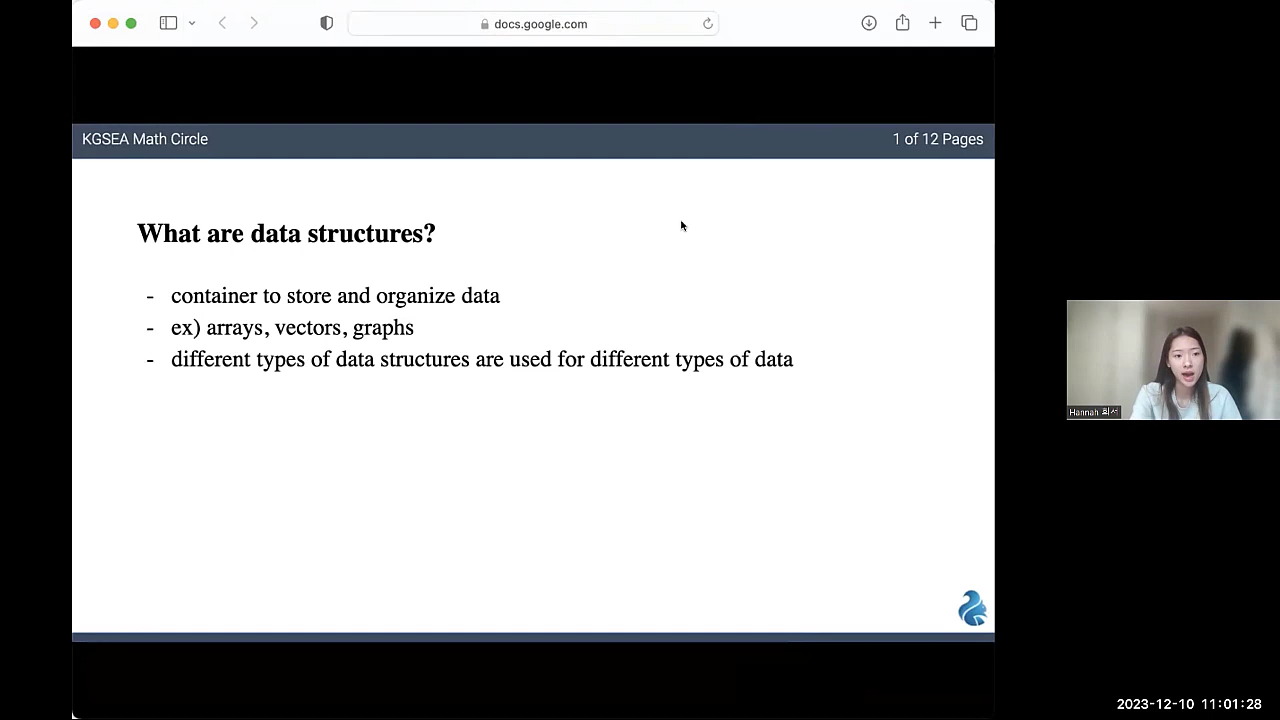 docs.google.com
KGSEA Math Circle
1 of 12 Pages
What are data structures?
- container to store and organize data
- ex) arrays, vectors, graphs
- different types of data structures are used for different types of data
Hannah 희서
2023-12-10 11:01:28